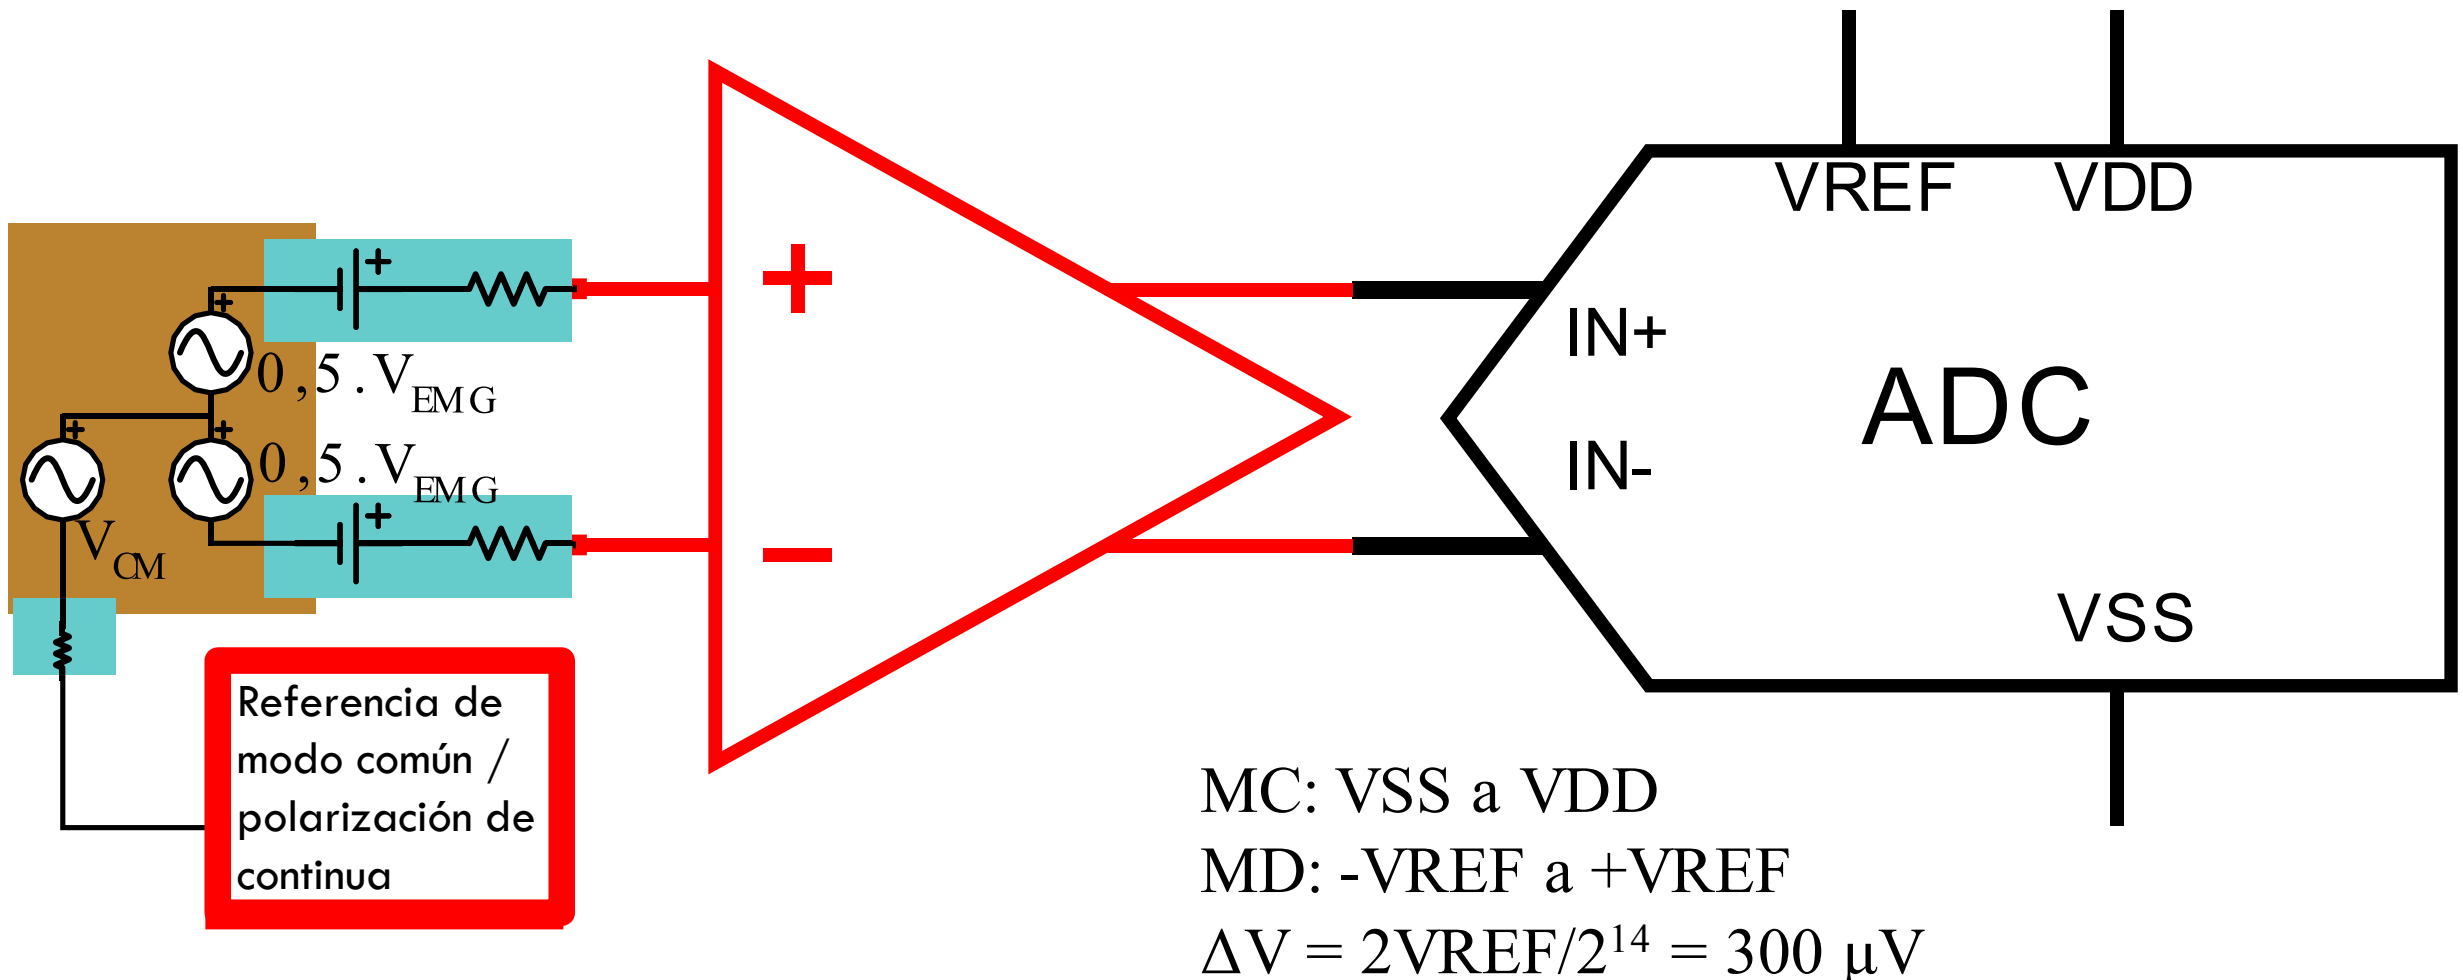 VREF VDD
+
+
+
IN+
0,5.VEMG
ADC
+
+
0,5.VEMG
IN-
+
VCM
−
VSS
Referencia de
modo común /
polarización de
continua
MC: VSS a VDD
MD: -VREF a +VREF
ΔV = 2VREF/2¹⁴ = 300 µV